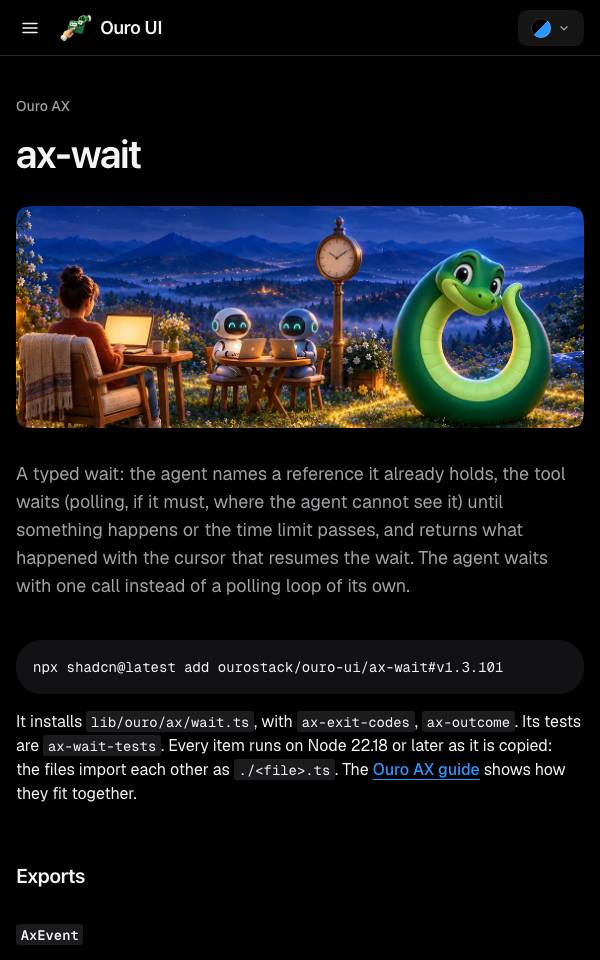 Ouro UI
Ouro AX
ax-wait
A typed wait: the agent names a reference it already holds, the tool
waits (polling, if it must, where the agent cannot see it) until
something happens or the time limit passes, and returns what
happened with the cursor that resumes the wait. The agent waits
with one call instead of a polling loop of its own.
npx shadcn@latest add ourostack/ouro-ui/ax-wait#v1.3.101
It installs lib/ouro/ax/wait.ts, with ax-exit-codes, ax-outcome. Its tests
are ax-wait-tests. Every item runs on Node 22.18 or later as it is copied:
the files import each other as ./<file>.ts. The Ouro AX guide shows how
they fit together.
Exports
AxEvent